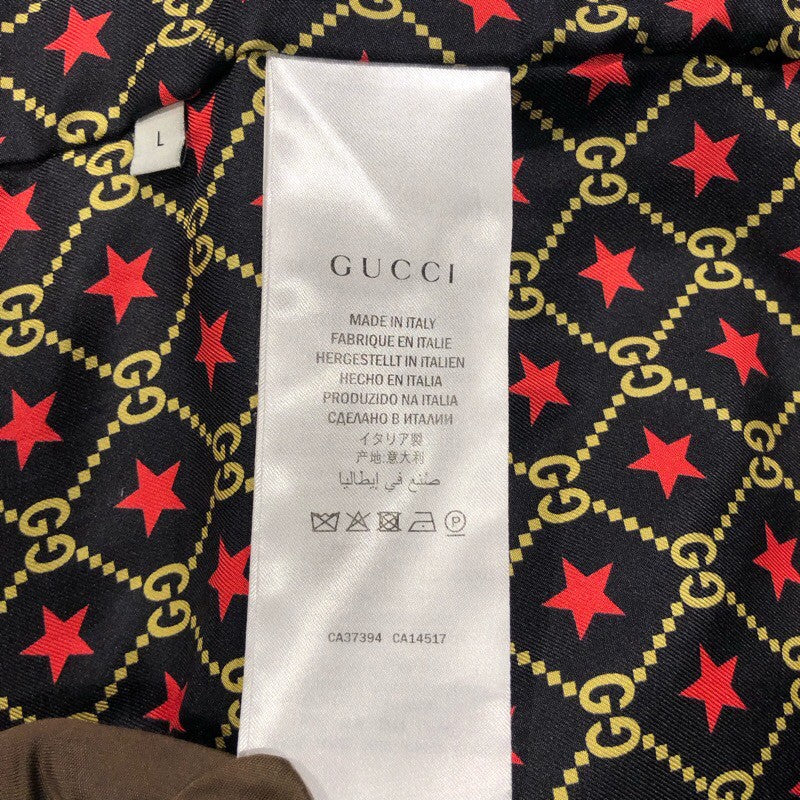 L
GUCCI
MADE IN ITALY
FABRIQUE EN ITALIE
HERGESTELLT IN ITALIEN
HECHO EN ITALIA
PRODUZIDO NA ITALIA
СДЕЛАНО В ИТАЛИИ
イタリア製
产地:意大利
صنع في إيطاليا
P
CA37394 CA14517